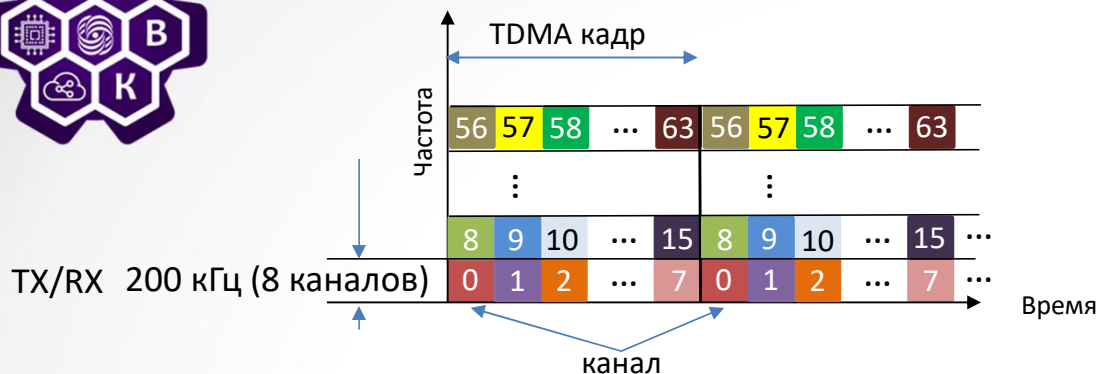 В
К
TDMA кадр
Частота
56 57 58 ... 63 56 57 58 ... 63
⋮ ⋮
8 9 10 ... 15 8 9 10 ... 15 ...
TX/RX 200 кГц (8 каналов) 0 1 2 ... 7 0 1 2 ... 7 ...
Время
канал